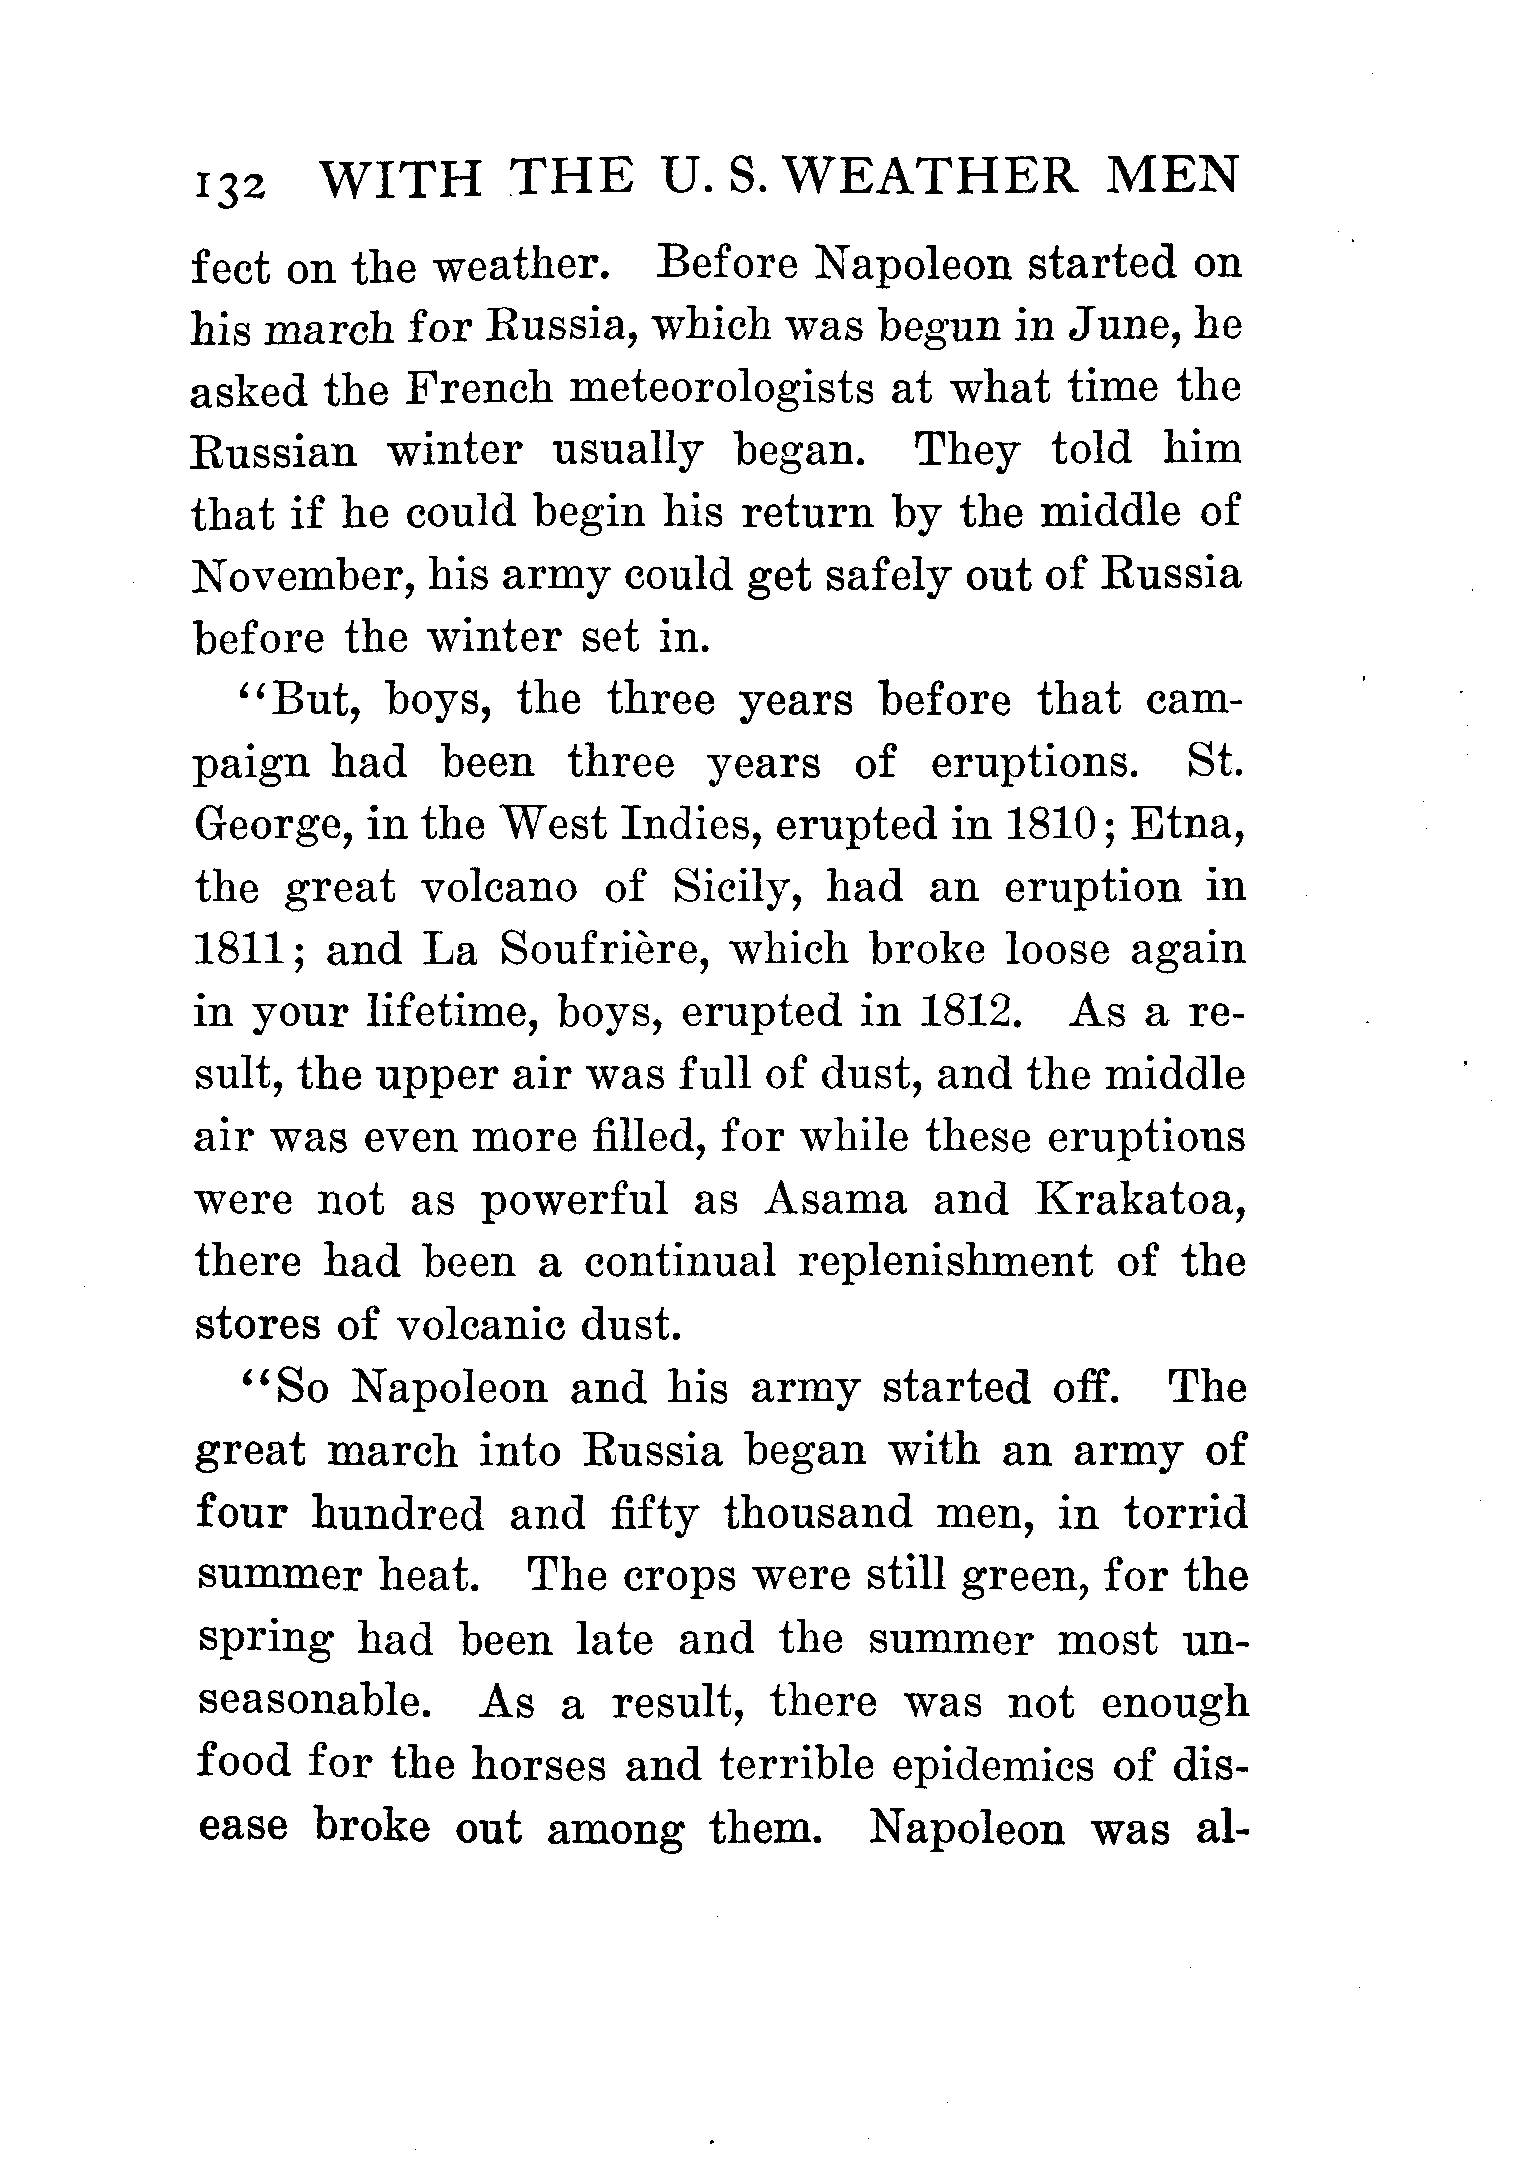 132 WITH THE U. S. WEATHER MEN
fect on the weather. Before Napoleon started on
his march for Russia, which was begun in June, he
asked the French meteorologists at what time the
Russian winter usually began. They told him
that if he could begin his return by the middle of
November, his army could get safely out of Russia
before the winter set in.
“But, boys, the three years before that cam-
paign had been three years of eruptions. St.
George, in the West Indies, erupted in 1810; Etna,
the great volcano of Sicily, had an eruption in
1811; and La Soufrière, which broke loose again
in your lifetime, boys, erupted in 1812. As a re-
sult, the upper air was full of dust, and the middle
air was even more filled, for while these eruptions
were not as powerful as Asama and Krakatoa,
there had been a continual replenishment of the
stores of volcanic dust.
“So Napoleon and his army started off. The
great march into Russia began with an army of
four hundred and fifty thousand men, in torrid
summer heat. The crops were still green, for the
spring had been late and the summer most un-
seasonable. As a result, there was not enough
food for the horses and terrible epidemics of dis-
ease broke out among them. Napoleon was al-